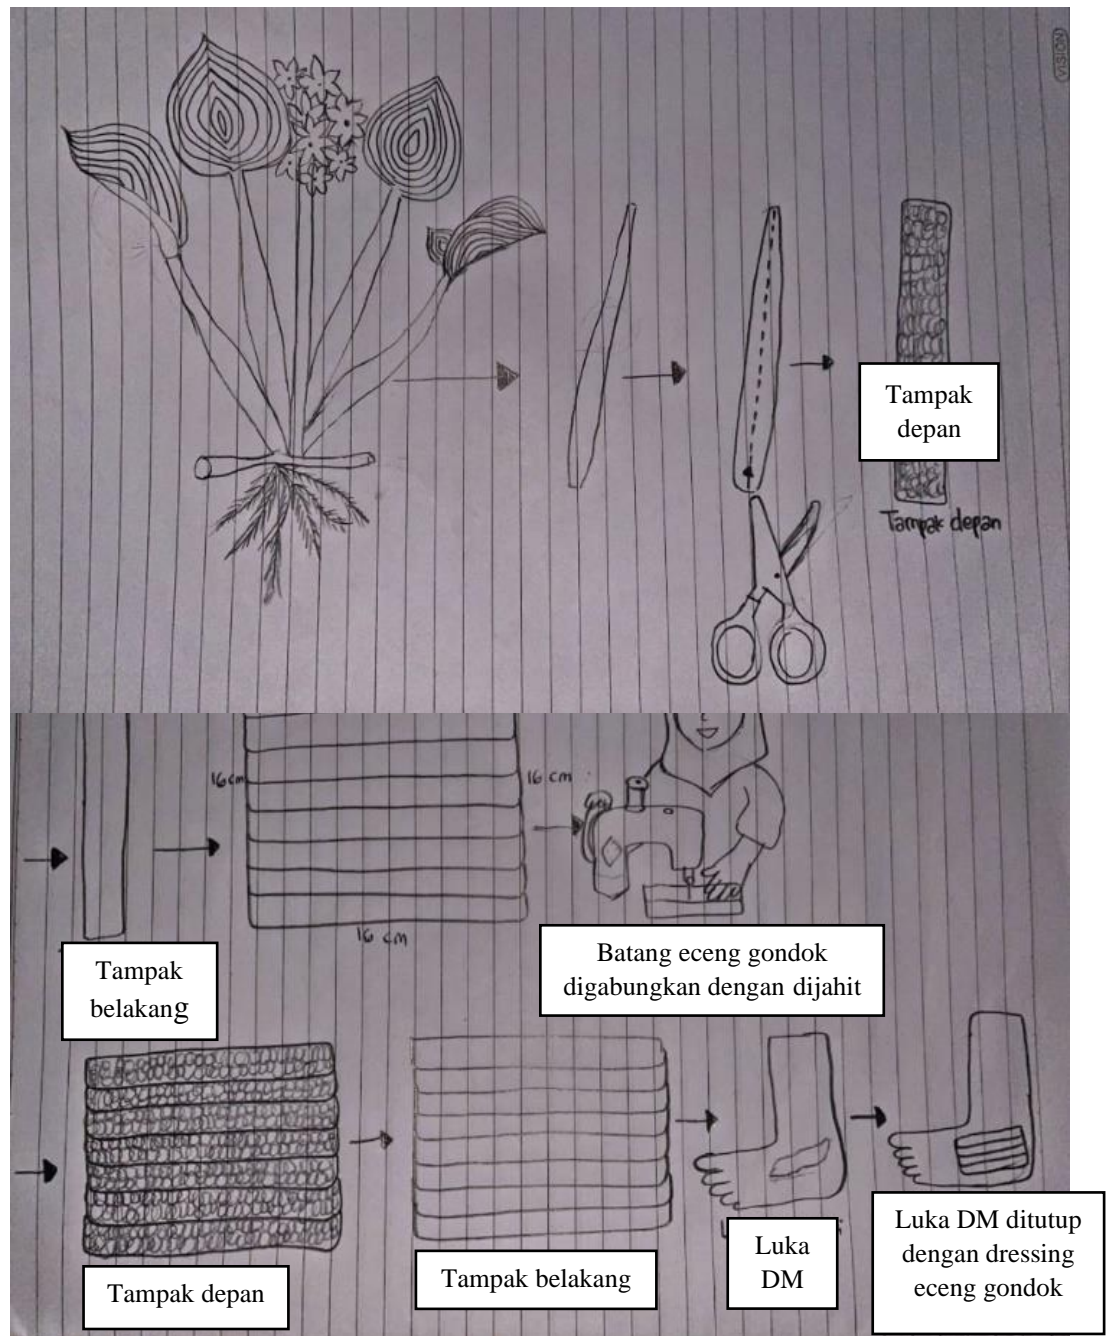 VISION
Tampak
depan
Tampak depan
16 cm
16 cm
16 cm
Tampak
belakang
Batang eceng gondok
digabungkan dengan dijahit
Tampak depan
Tampak belakang
Luka
DM
Luka DM ditutup
dengan dressing
eceng gondok